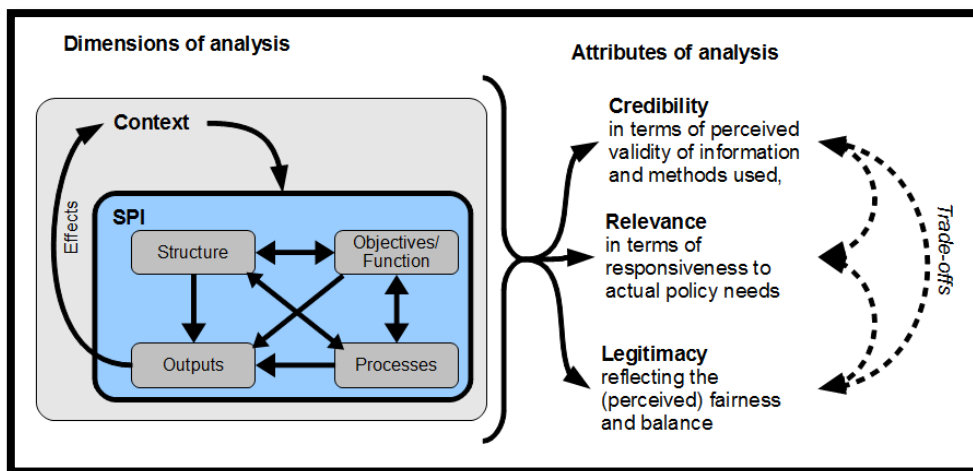 Dimensions of analysis
Attributes of analysis
Context
Effects
SPI
Structure
Objectives/
Function
Outputs
Processes
Credibility
in terms of perceived
validity of information
and methods used,
Relevance
in terms of
responsiveness to
actual policy needs
Legitimacy
reflecting the
(perceived) fairness
and balance
Trade-offs